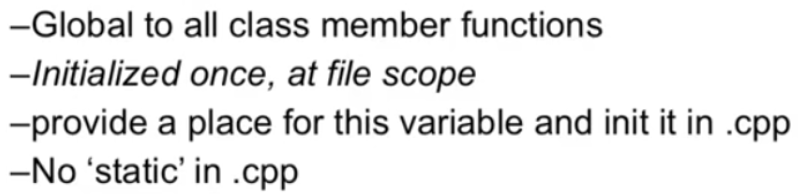 –Global to all class member functions
–Initialized once, at file scope
–provide a place for this variable and init it in .cpp
–No ‘static’ in .cpp